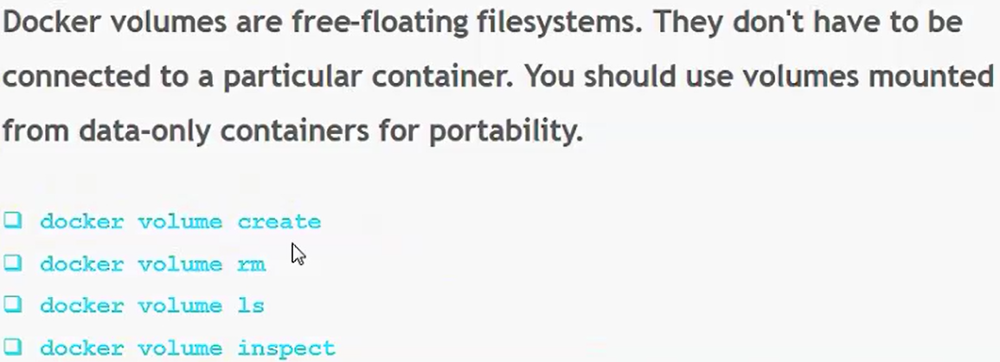 Docker volumes are free-floating filesystems. They don't have to be
connected to a particular container. You should use volumes mounted
from data-only containers for portability.
❑ docker volume create
❑ docker volume rm
❑ docker volume ls
❑ docker volume inspect